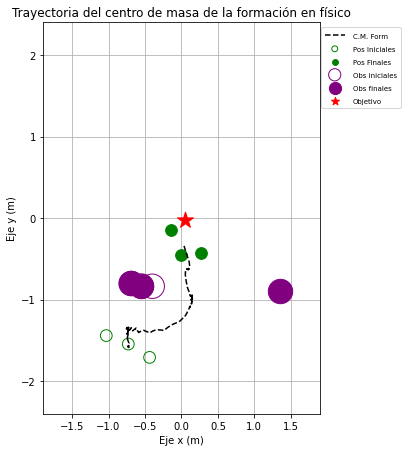 Trayectoria del centro de masa de la formación en físico
C.M. Form
Pos Iniciales
Pos Finales
Obs iniciales
Obs finales
Objetivo
Eje y (m)
2
1
0
−1
−2
−1.5
−1.0
−0.5
0.0
0.5
1.0
1.5
Eje x (m)